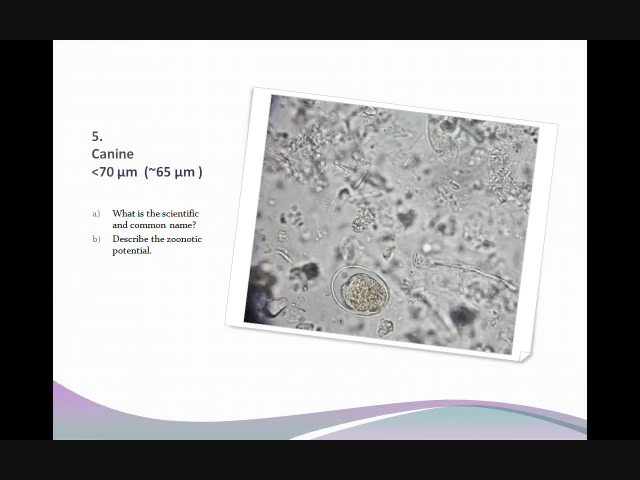 5.
Canine
<70 µm (~65 µm )
a) What is the scientific
and common name?
b) Describe the zoonotic
potential.